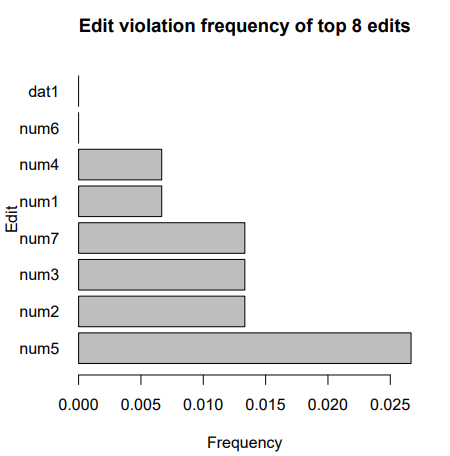 Edit violation frequency of top 8 edits
dat1
num6
num4
num1
Edit
num7
num3
num2
num5
0.000 0.005 0.010 0.015 0.020 0.025
Frequency